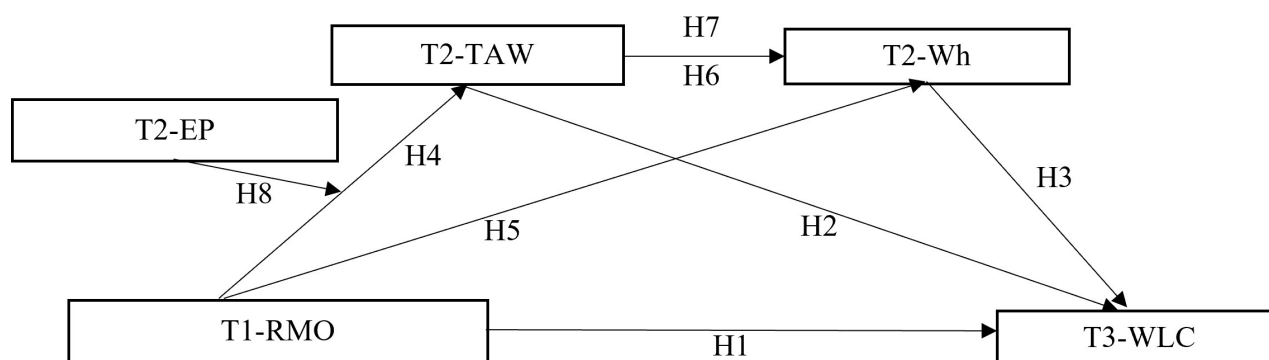 H7
T2-TAW
T2-Wh
H6
T2-EP
H4
H8
H3
H5
H2
T1-RMO
T3-WLC
H1